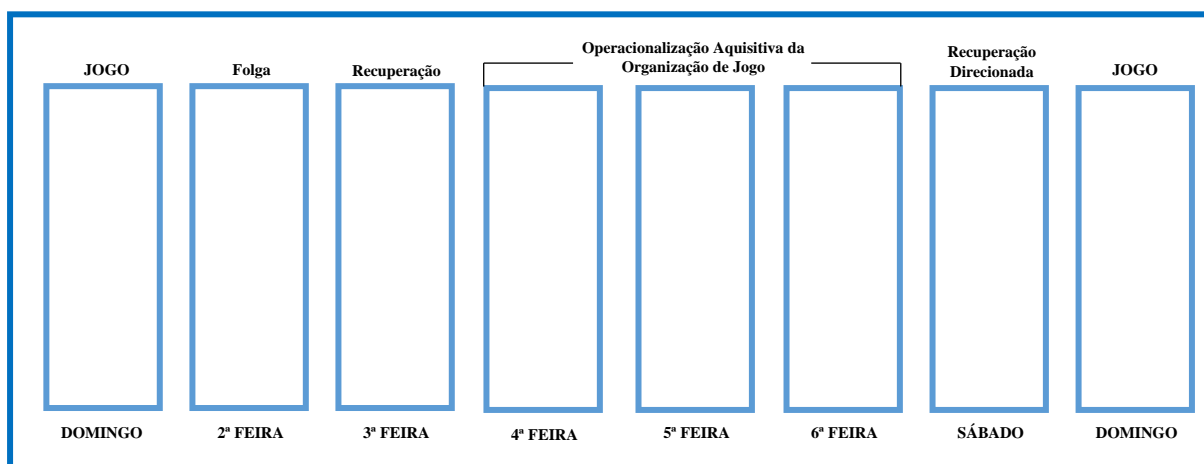 JOGO
Folga
Recuperação
Operacionalização Aquisitiva da
Organização de Jogo
Recuperação
Direcionada
JOGO
DOMINGO
2ª FEIRA
3ª FEIRA
4ª FEIRA
5ª FEIRA
6ª FEIRA
SÁBADO
DOMINGO